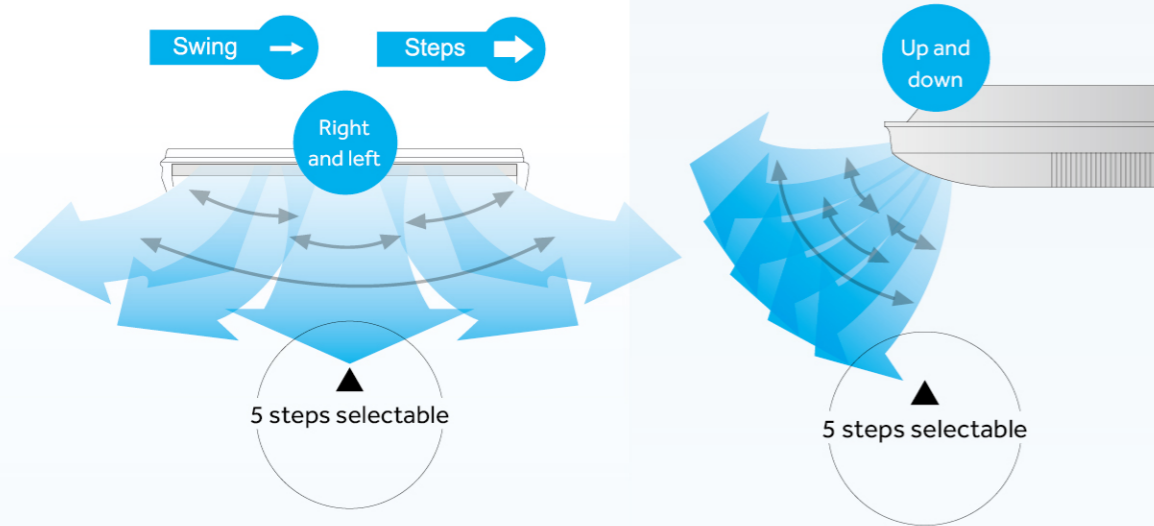 Swing
Steps
Right
and left
5 steps selectable
Up and
down
5 steps selectable